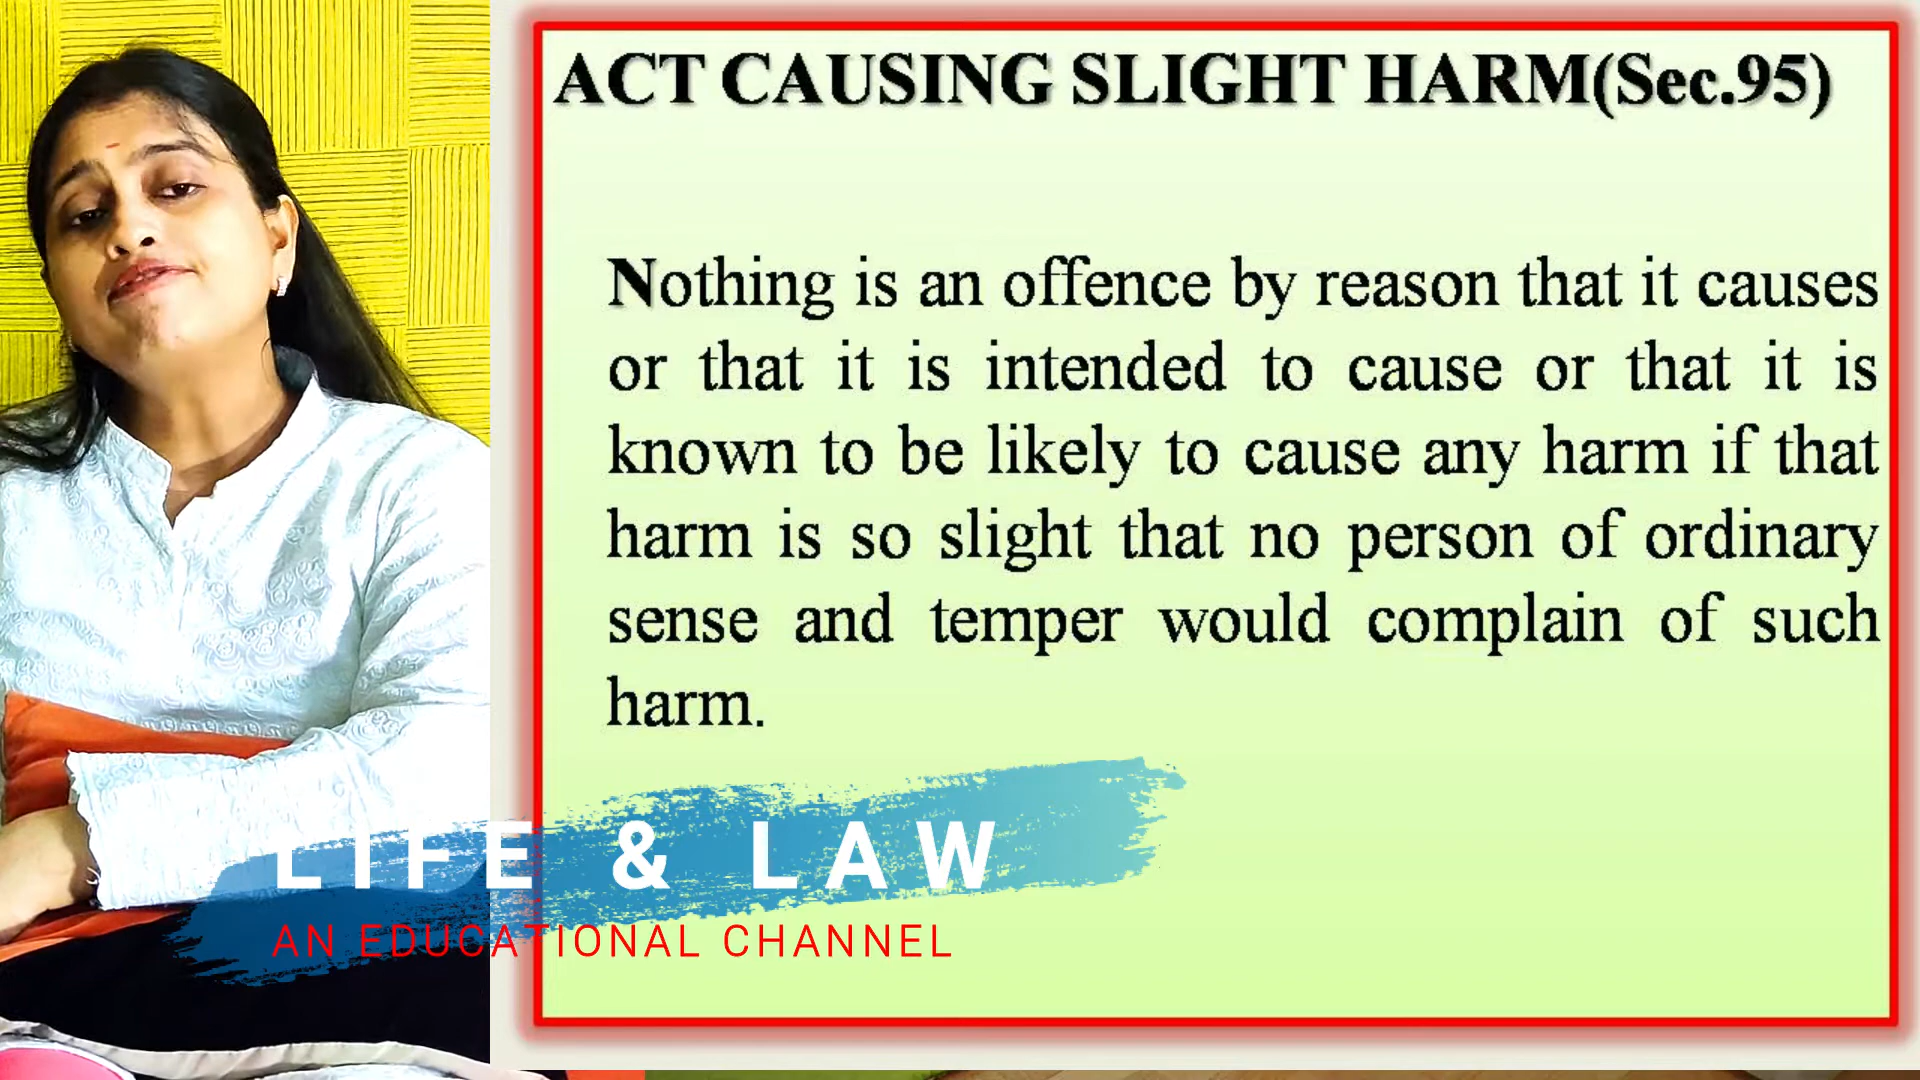 ACT CAUSING SLIGHT HARM(Sec.95)
Nothing is an offence by reason that it causes
or that it is intended to cause or that it is
known to be likely to cause any harm if that
harm is so slight that no person of ordinary
sense and temper would complain of such
harm.
LIFE & LAW
AN EDUCATIONAL CHANNEL